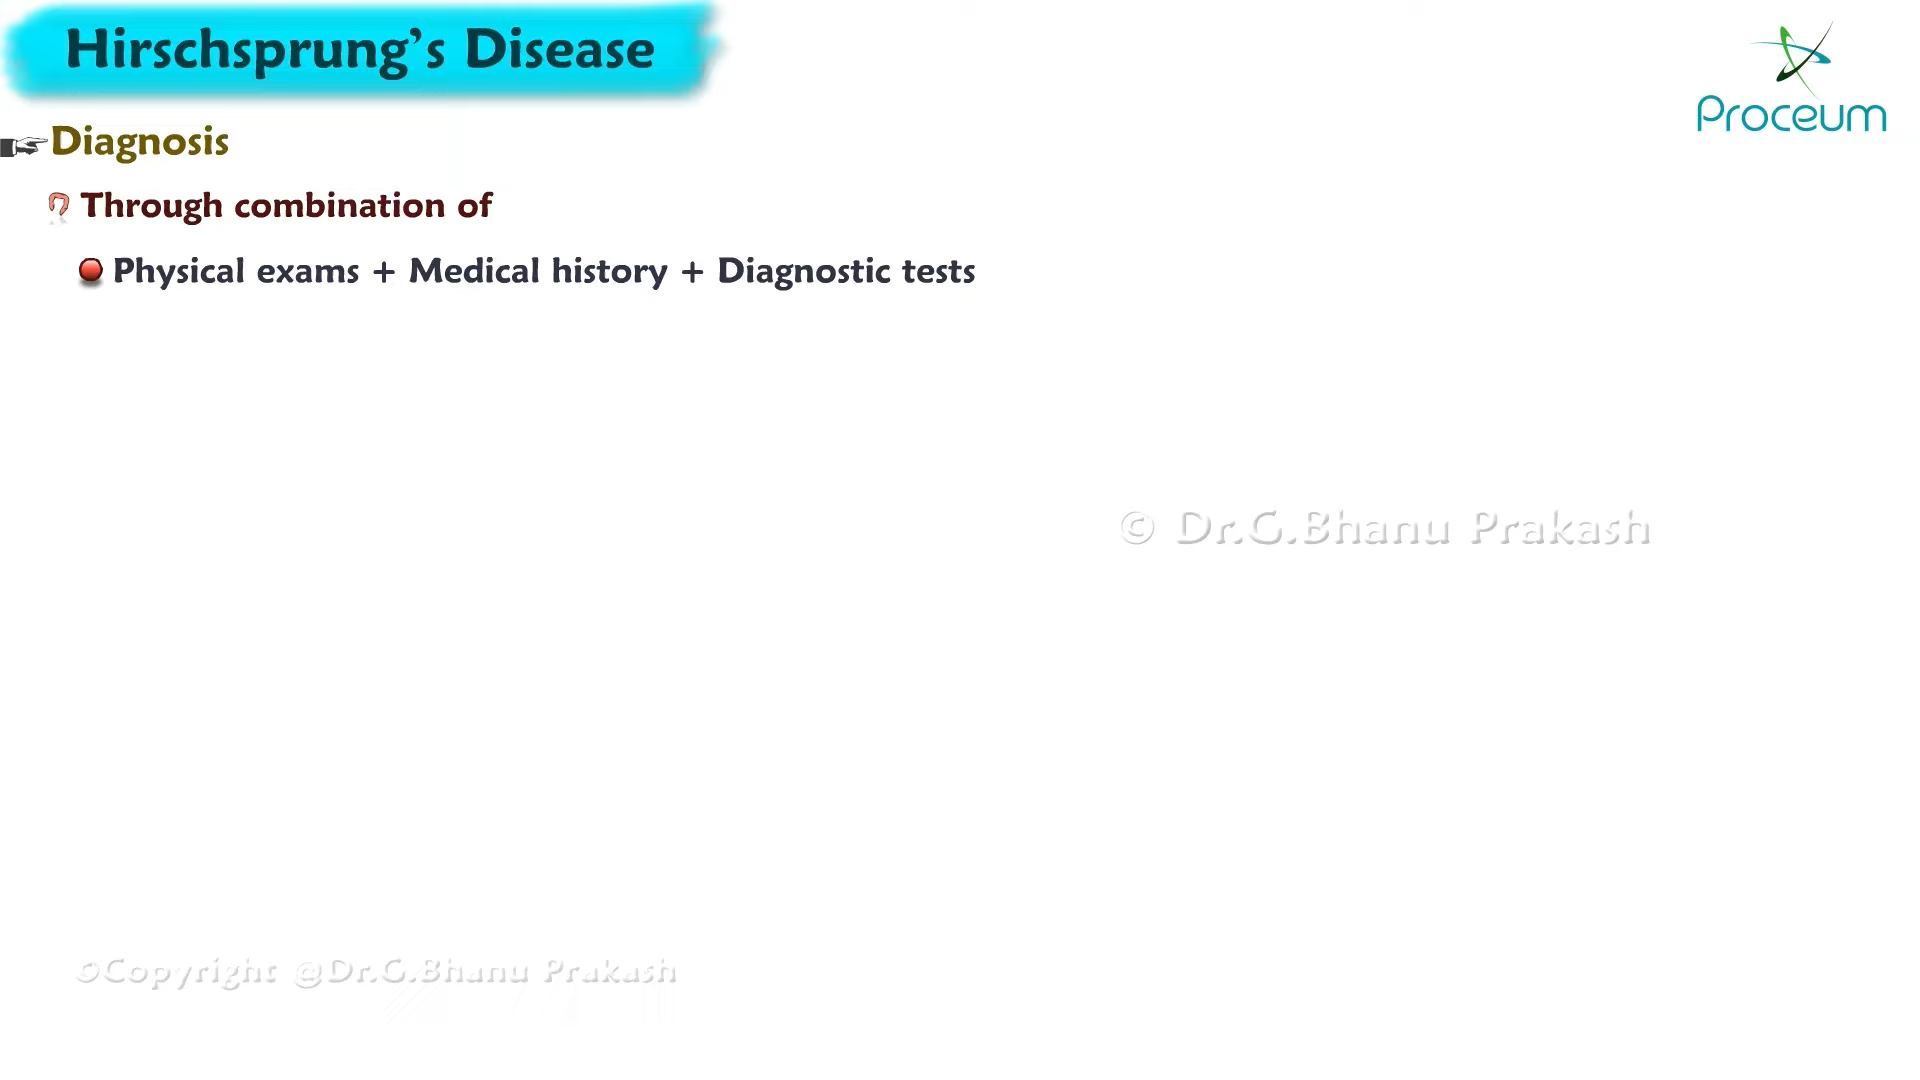 Hirschsprung’s Disease
Proceum
Diagnosis
Through combination of
Physical exams + Medical history + Diagnostic tests
© Dr.G.Bhanu Prakash
©Copyright @Dr.G.Bhanu Prakash